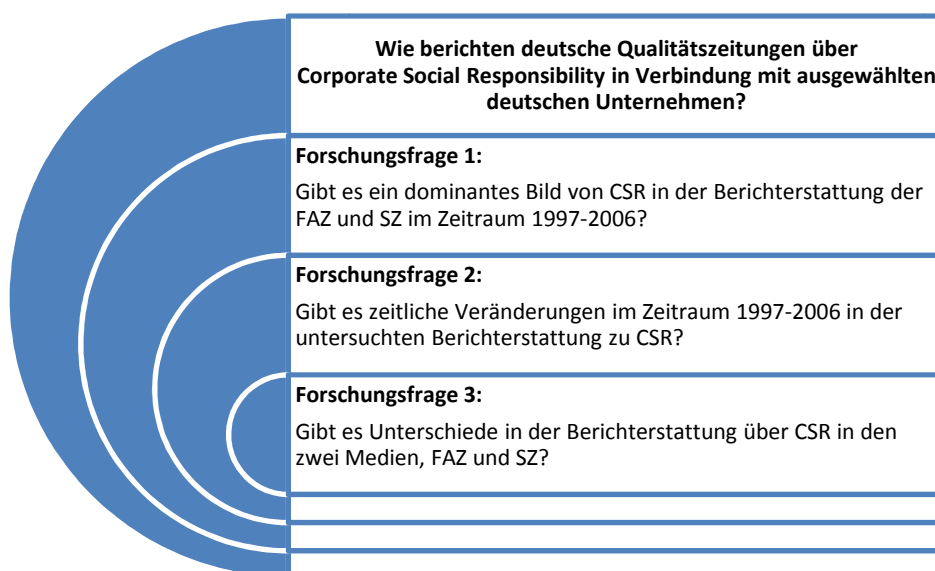 Wie berichten deutsche Qualitätszeitungen über
Corporate Social Responsibility in Verbindung mit ausgewählten
deutschen Unternehmen?
Forschungsfrage 1:
Gibt es ein dominantes Bild von CSR in der Berichterstattung der
FAZ und SZ im Zeitraum 1997-2006?
Forschungsfrage 2:
Gibt es zeitliche Veränderungen im Zeitraum 1997-2006 in der
untersuchten Berichterstattung zu CSR?
Forschungsfrage 3:
Gibt es Unterschiede in der Berichterstattung über CSR in den
zwei Medien, FAZ und SZ?